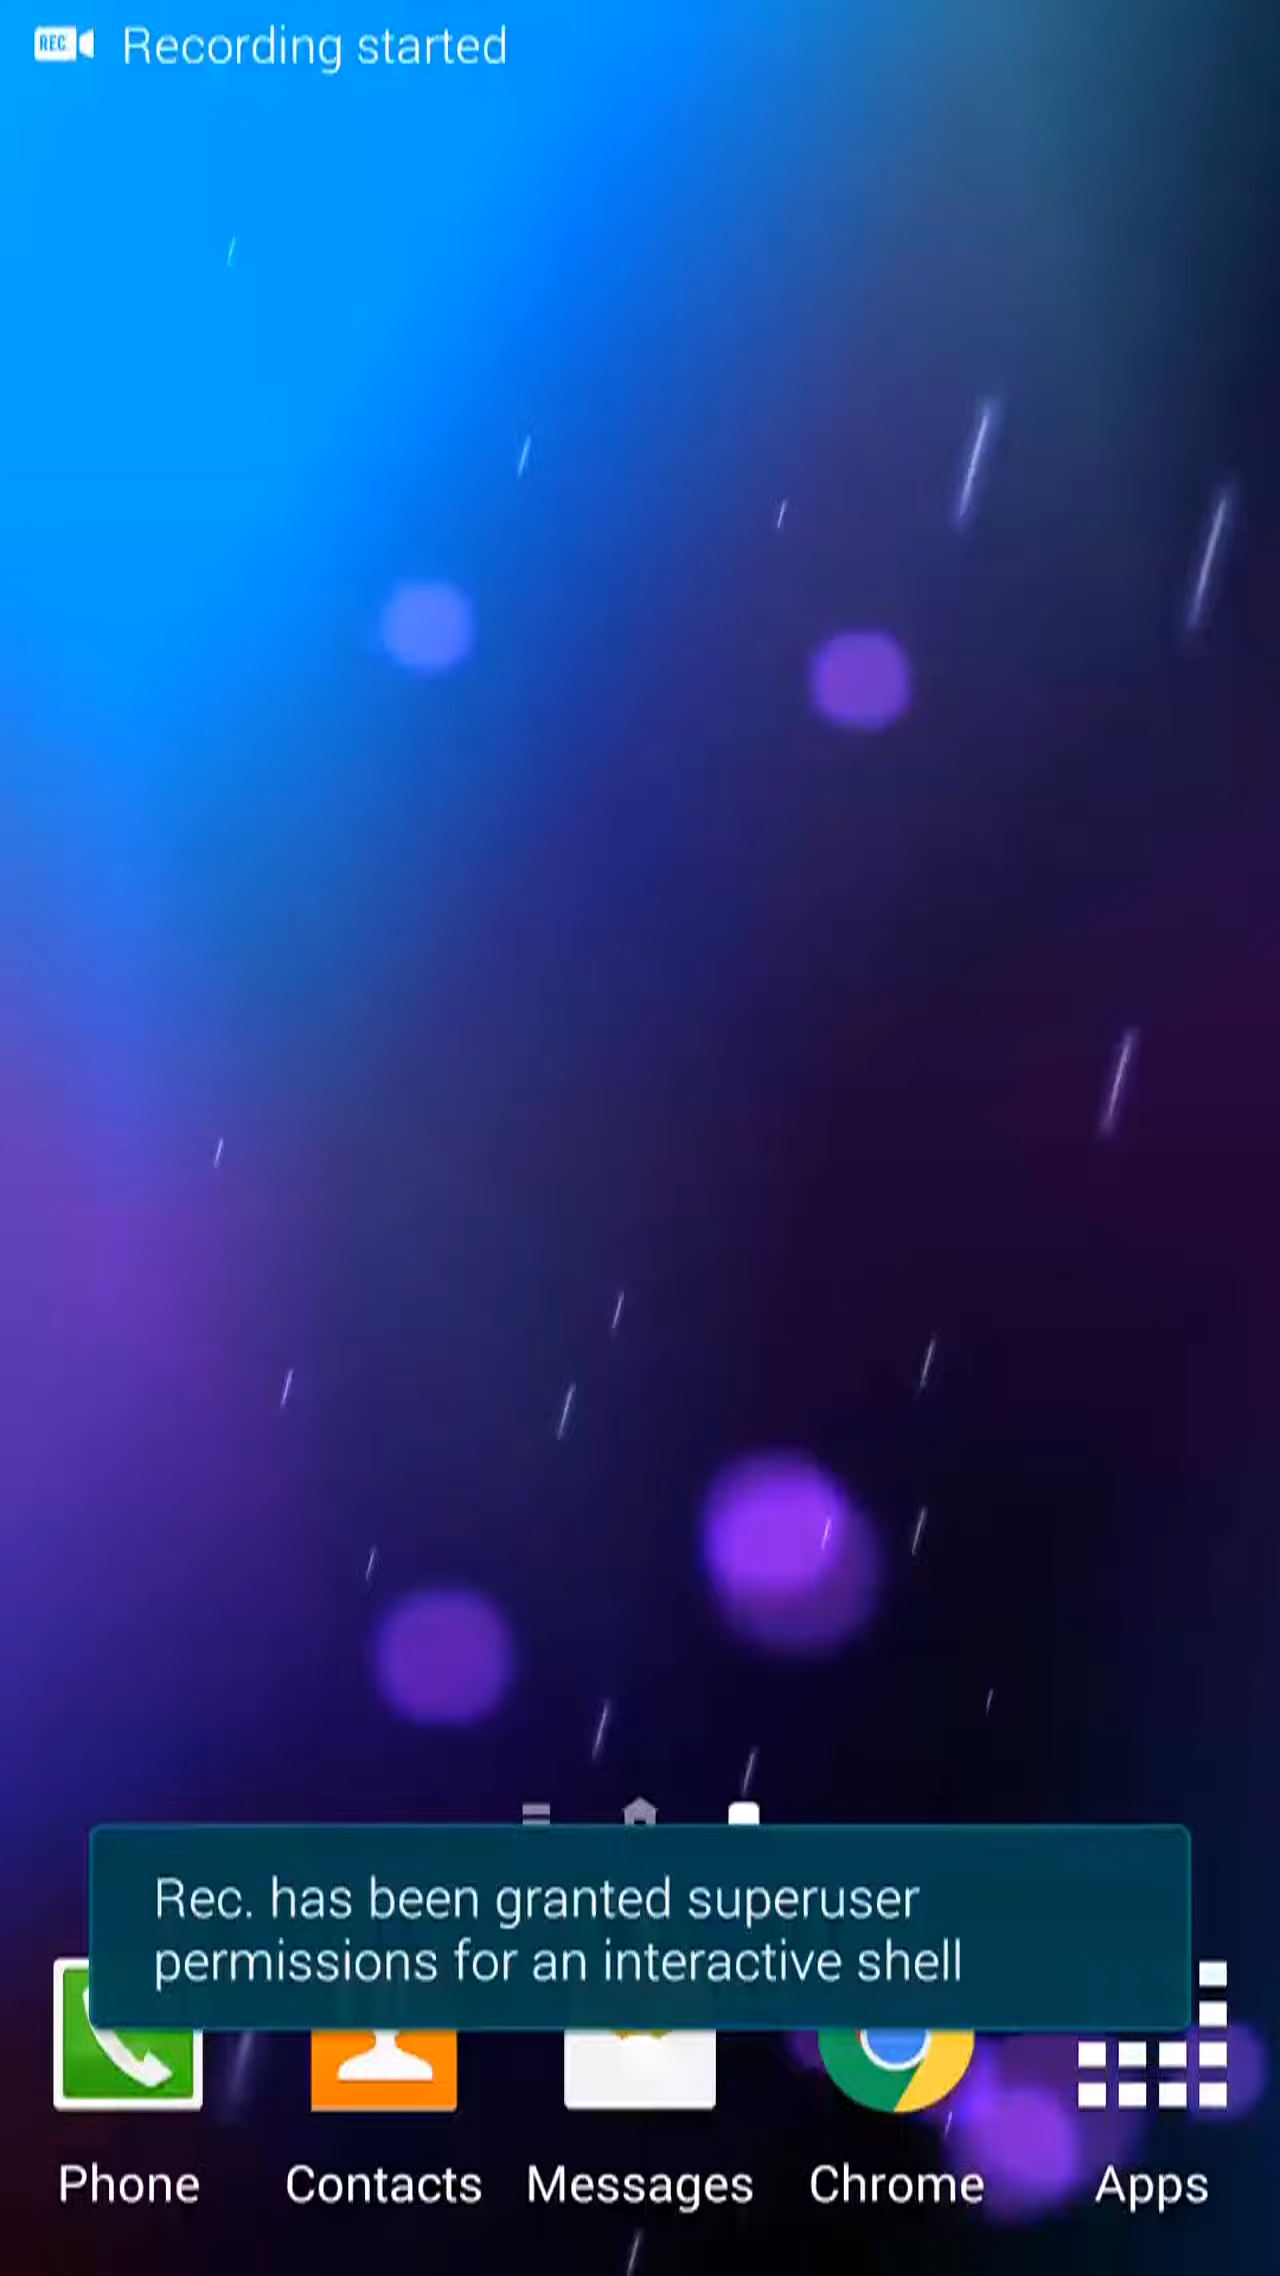 REC
Recording started
Rec. has been granted superuser
permissions for an interactive shell
Phone
Contacts
Messages
Chrome
Apps